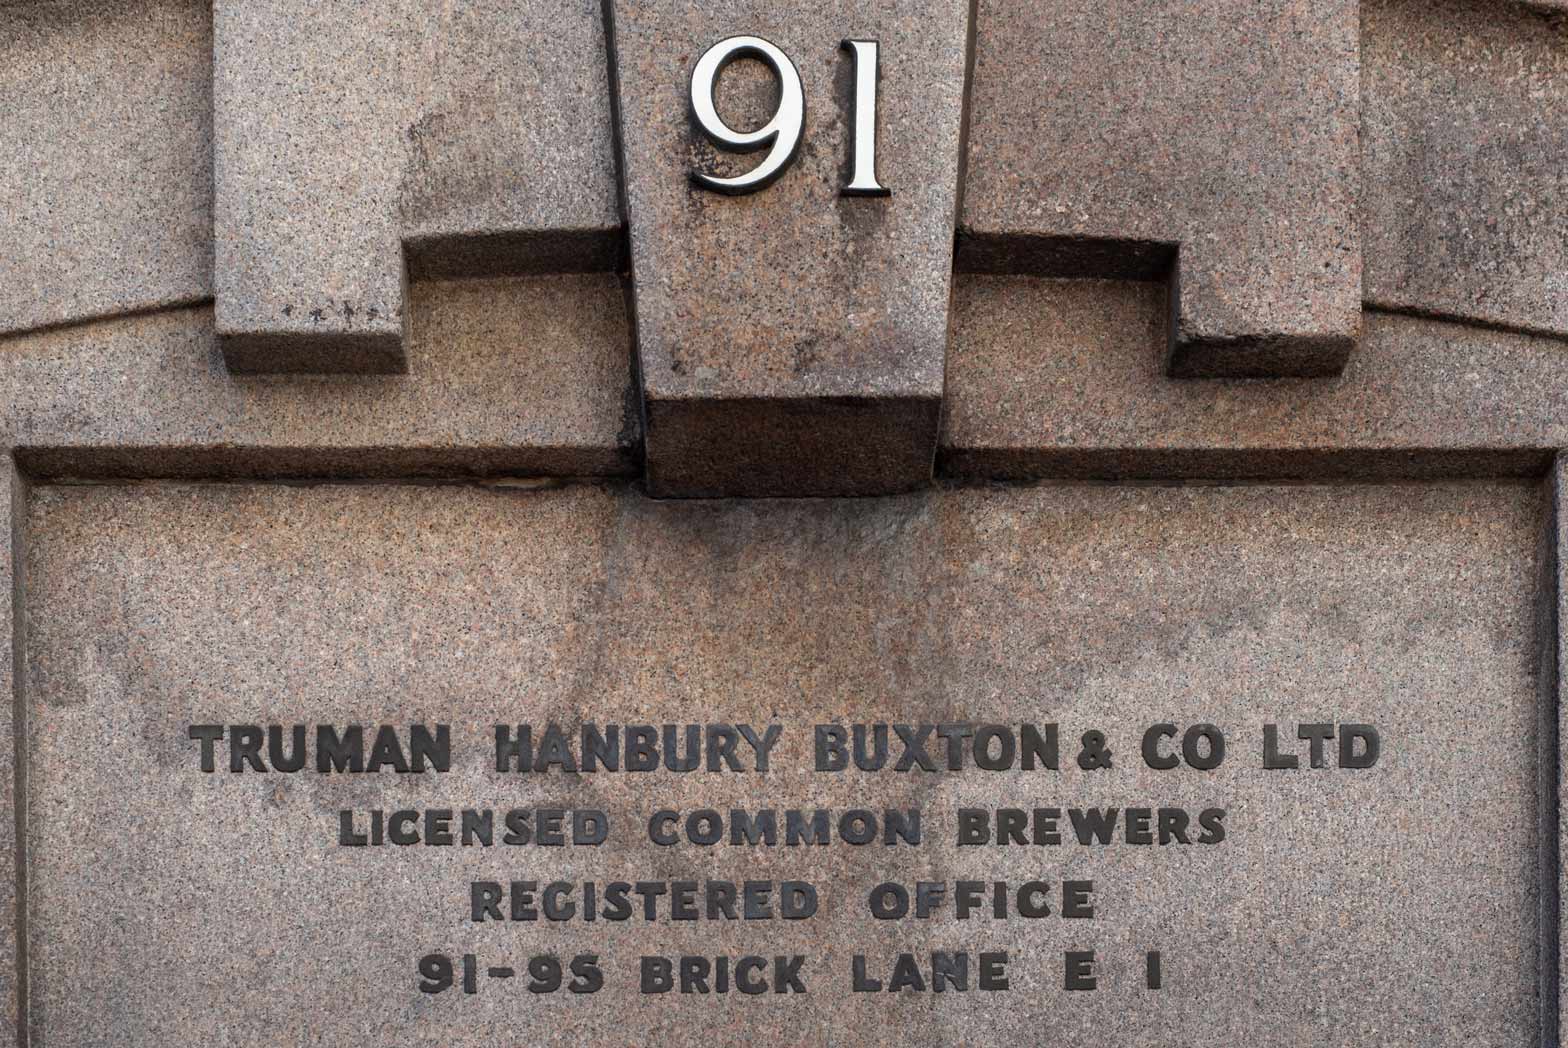 91
TRUMAN HANBURY BUXTON & CO LTD
LICENSED COMMON BREWERS
REGISTERED OFFICE
91-95 BRICK LANE E 1